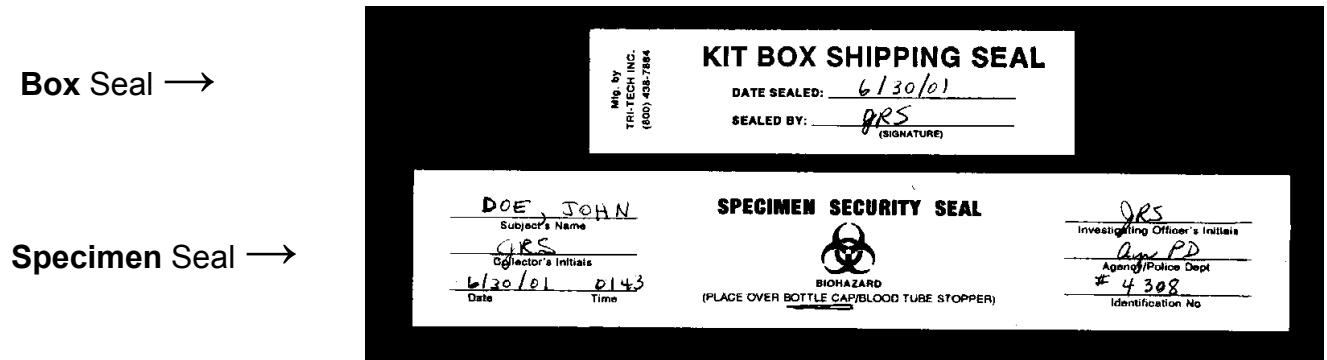 Box Seal →
Mfg. by
TRI-TECH INC.
(800) 438-7884
KIT BOX SHIPPING SEAL
DATE SEALED: 6/30/01
SEALED BY: JRS
(SIGNATURE)
Specimen Seal →
DOE, JOHN
Subject's Name
JRS
Collector's Initials
6/30/01 0143
Date Time
SPECIMEN SECURITY SEAL
BIOHAZARD
(PLACE OVER BOTTLE CAP/BLOOD TUBE STOPPER)
JRS
Investigating Officer's Initials
PD
Agency/Police Dept
# 4308
Identification No